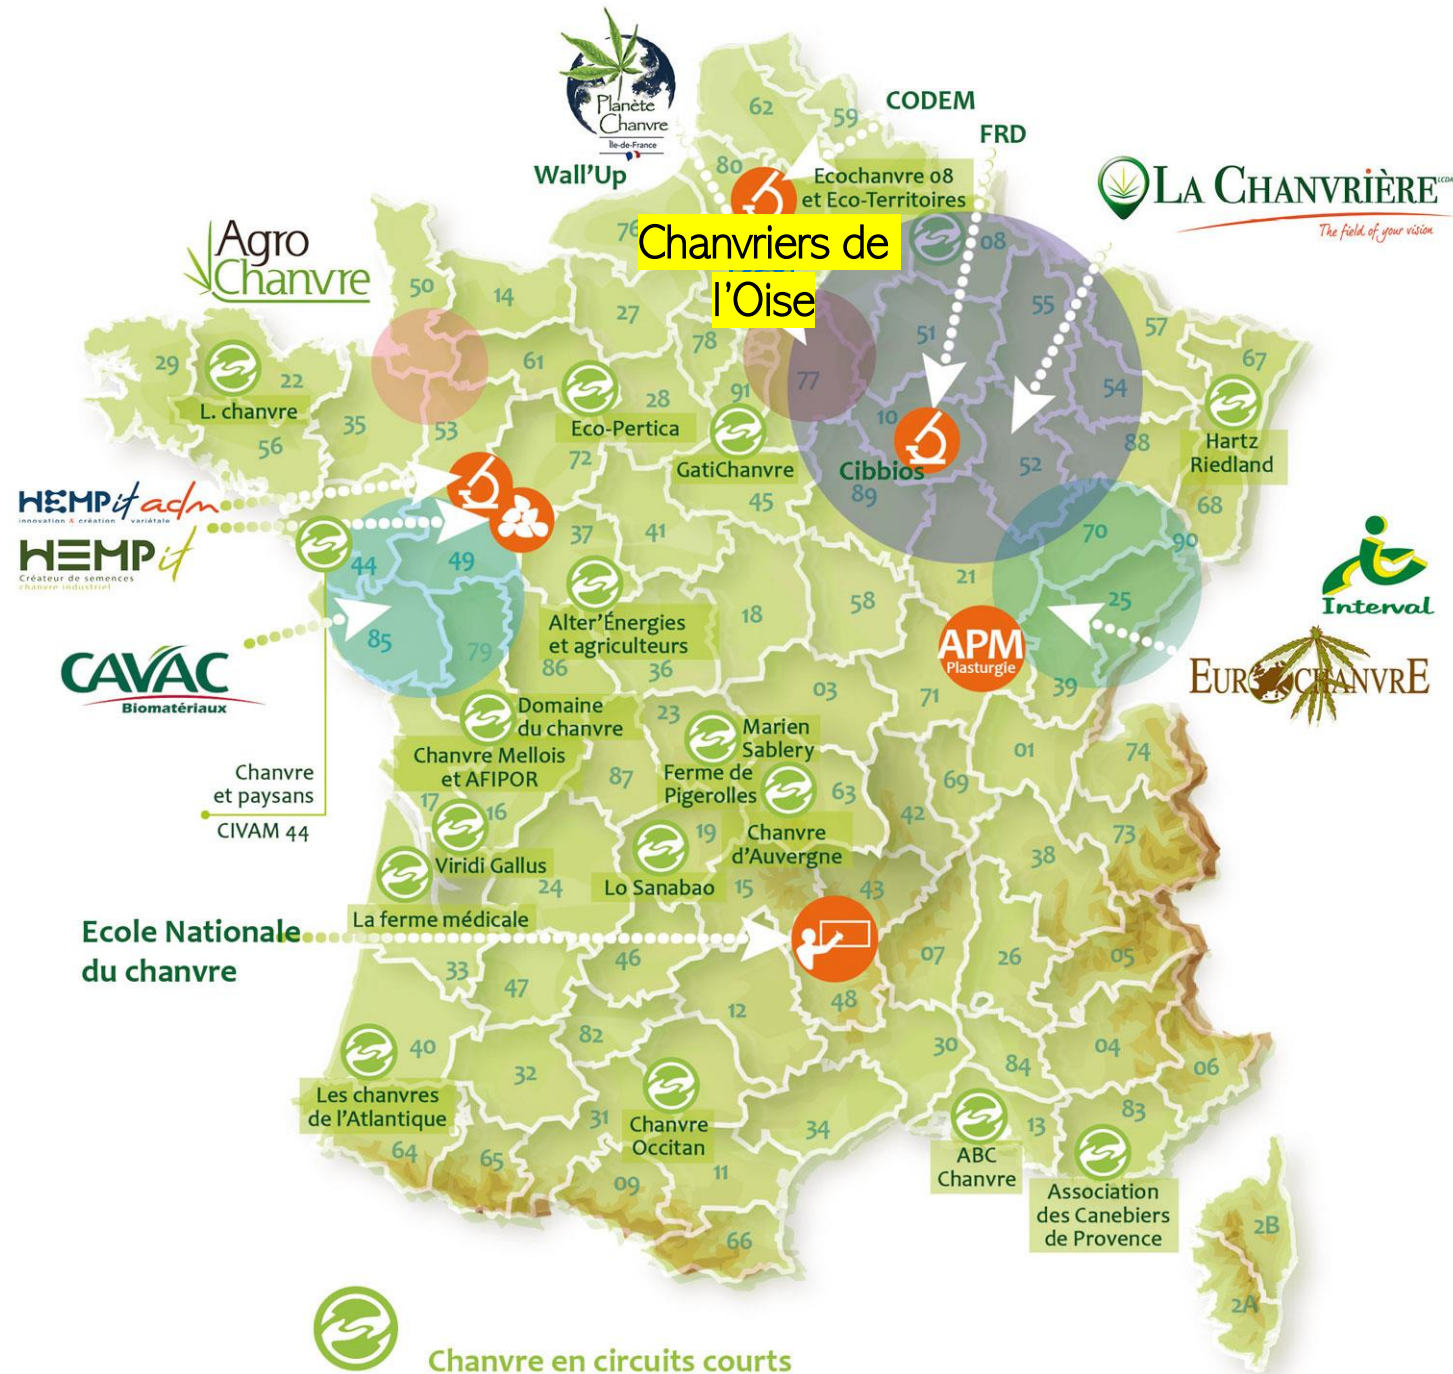 Planète
Chanvre
Île-de-France
Wall'Up
CODEM
FRD
LA CHANVRIÈRE
LCDA
The field of your vision
Agro
Chanvre
62
59
80
Ecochanvre 08
et Eco-Territoires
76
Chanvriers de
l'Oise
08
50
14
27
78
51
55
57
67
29
22
61
77
54
L. chanvre
28
91
10
88
Hartz
Riedland
35
53
56
Eco-Pertica
72
GatiChanvre
Cibbios
52
45
89
68
HEMPit adm
innovation & création variétale
HEMPit
Créateur de semences
chanvre industriel
37
41
70
90
44
49
21
25
18
58
Interval
Alter'Énergies
et agriculteurs
APM
Plasturgie
85
79
86
36
CAVAC
Biomatériaux
EUROCHANVRE
03
71
39
Domaine
du chanvre
23
Marien
Sablery
Chanvre Mellois
et AFIPOR
01
74
Chanvre
et paysans
CIVAM 44
87
Ferme de
Pigerolles
63
69
17
16
42
19
Chanvre
d'Auvergne
73
38
Viridi Gallus
24
Lo Sanabao
15
43
La ferme médicale
Ecole Nationale
du chanvre
33
47
46
07
26
05
12
48
82
40
32
30
84
04
06
Les chanvres
de l'Atlantique
31
Chanvre
Occitan
34
13
83
64
65
ABC
Chanvre
09
11
Association
des Canebiers
de Provence
66
2B
2A
Chanvre en circuits courts